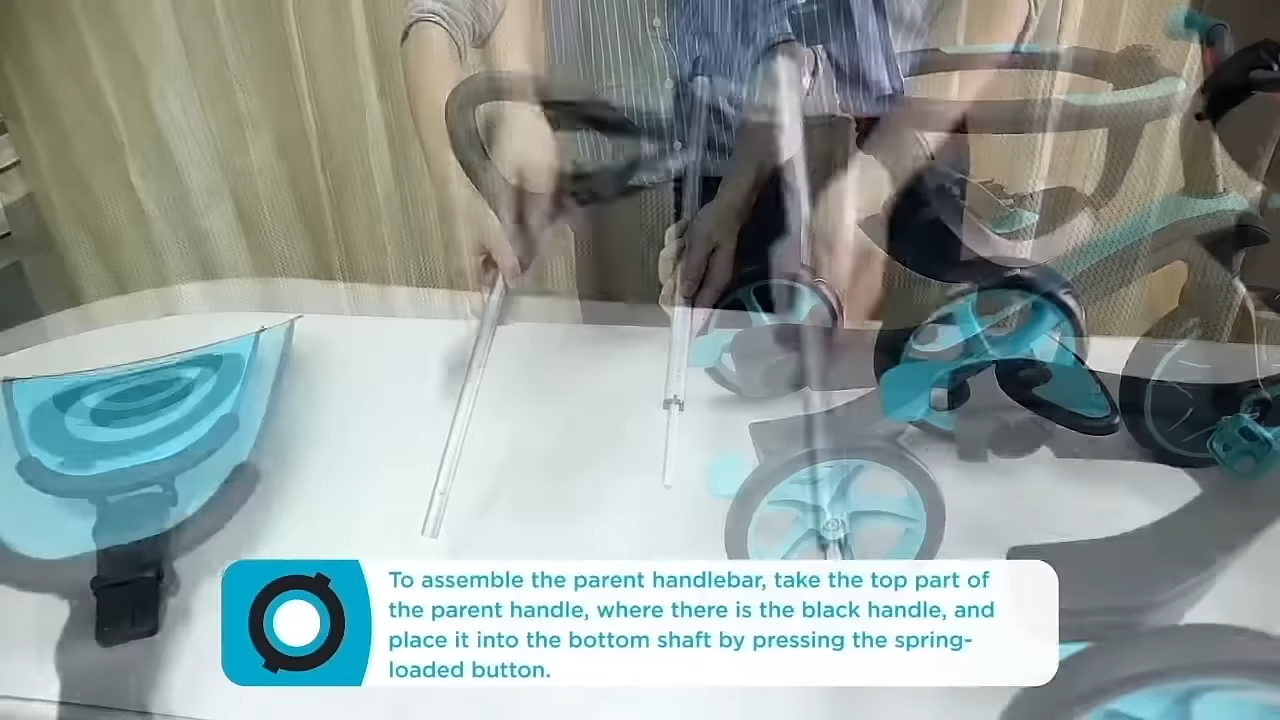 To assemble the parent handlebar, take the top part of
the parent handle, where there is the black handle, and
place it into the bottom shaft by pressing the spring-
loaded button.